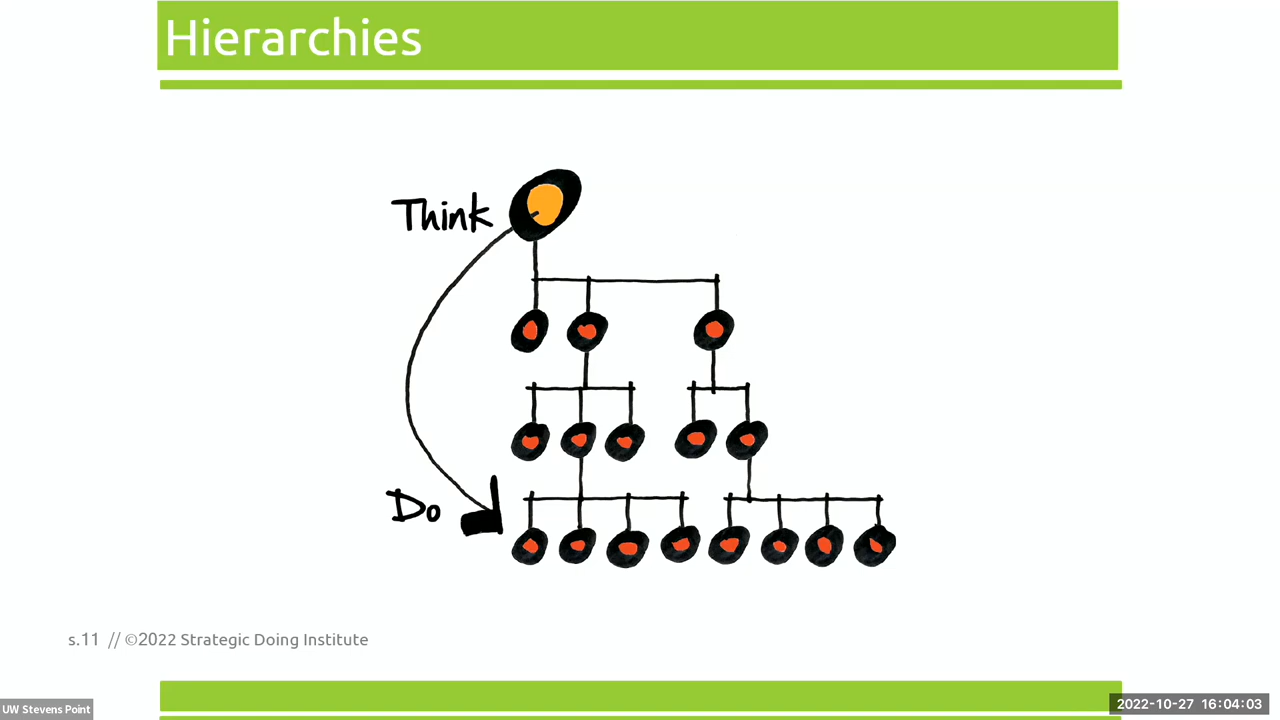 Hierarchies
Think
Do
s.11 // ©2022 Strategic Doing Institute
UW Stevens Point
2022-10-27 16:04:03